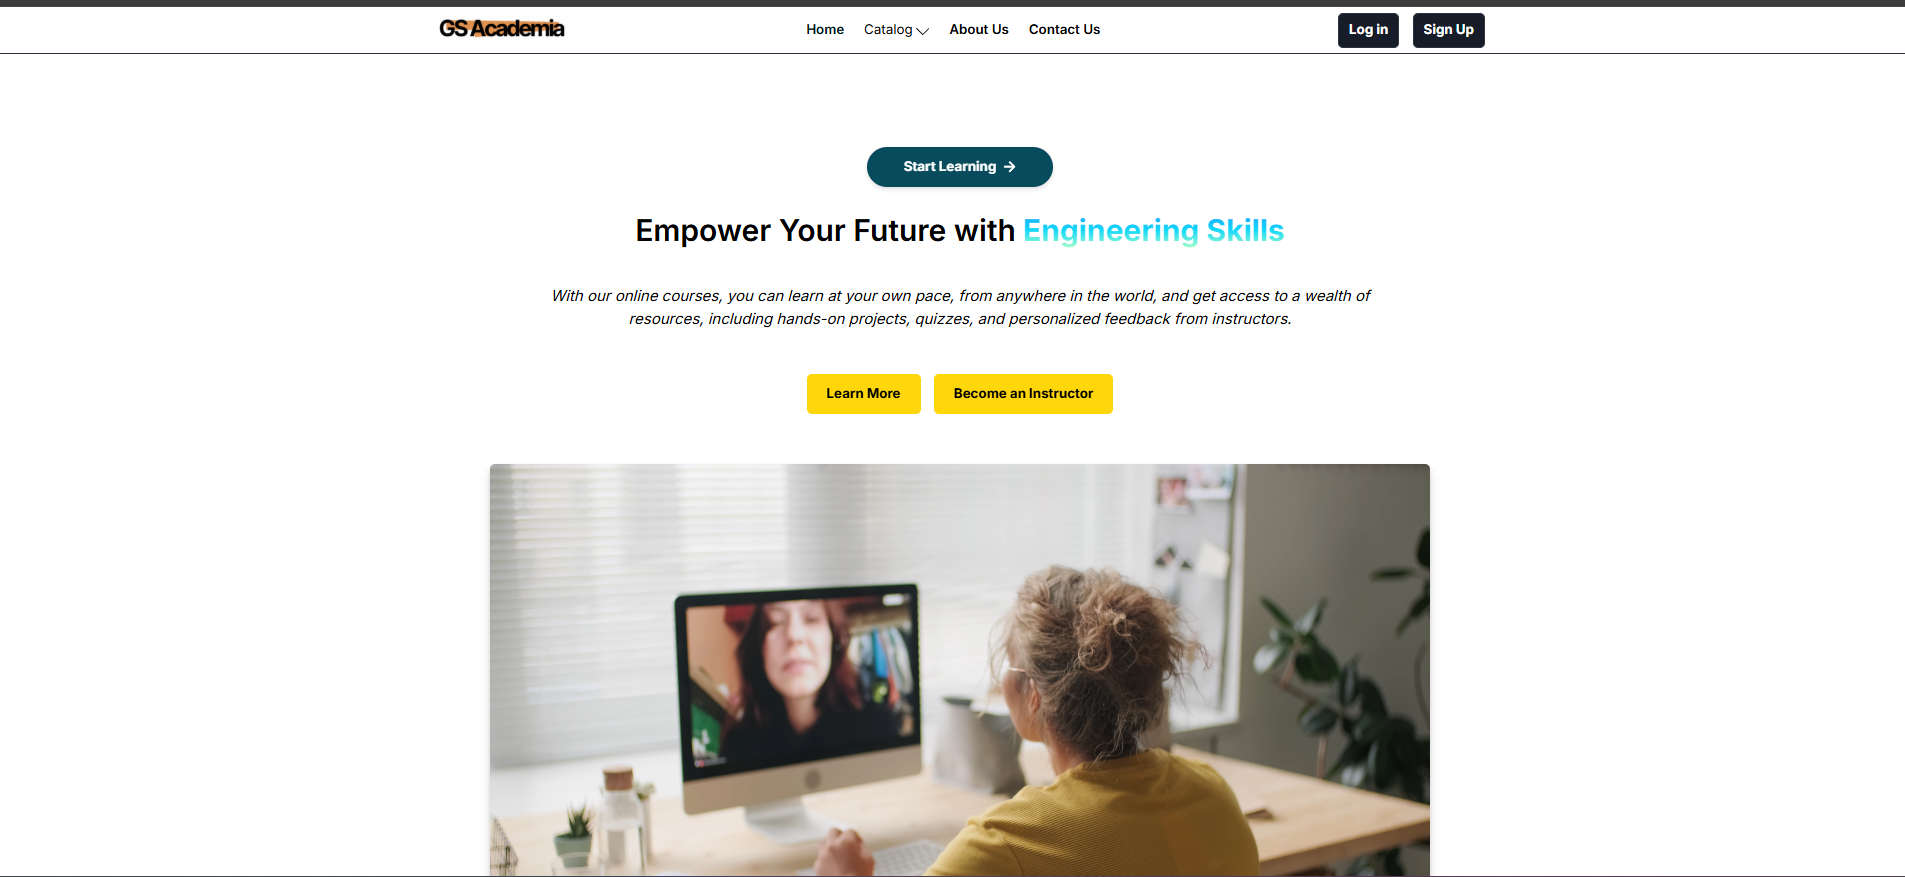 GS Academia
Home Catalog About Us Contact Us
Log in Sign Up
Start Learning →
Empower Your Future with Engineering Skills
With our online courses, you can learn at your own pace, from anywhere in the world, and get access to a wealth of
resources, including hands-on projects, quizzes, and personalized feedback from instructors.
Learn More Become an Instructor